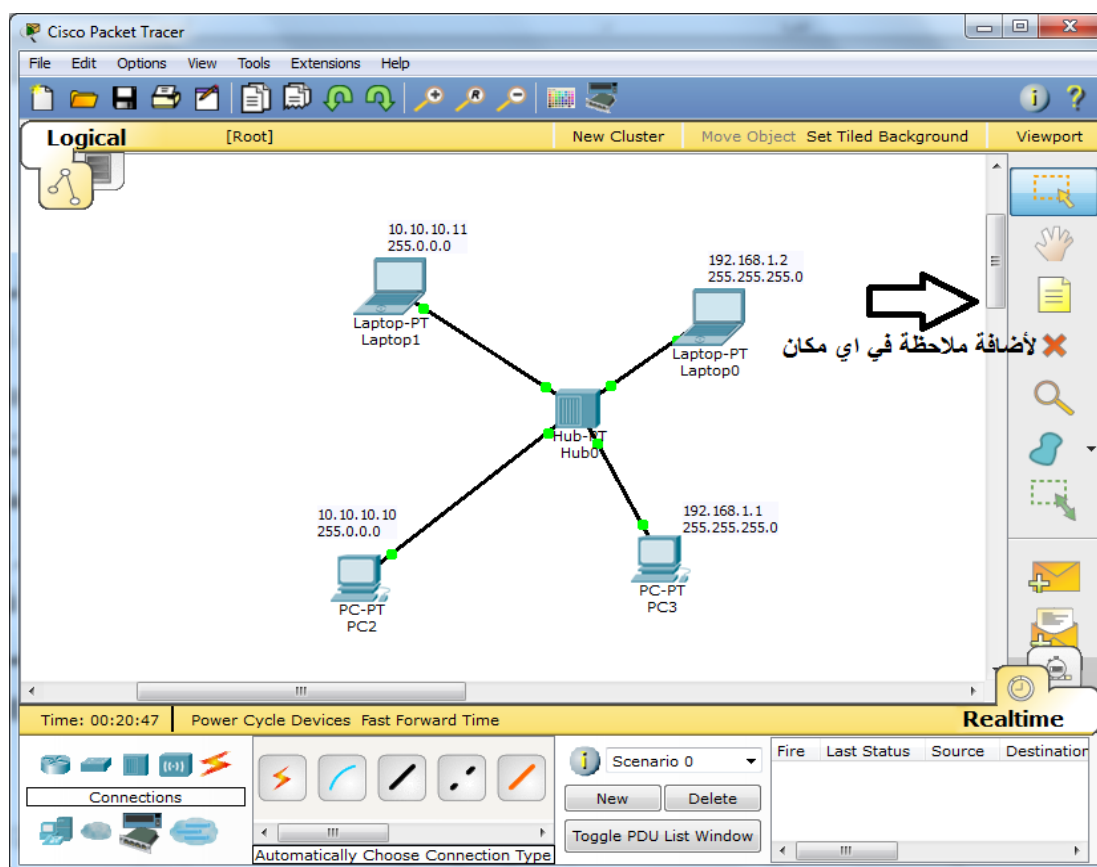 Cisco Packet Tracer
File Edit Options View Tools Extensions Help
Logical [Root] New Cluster Move Object Set Tiled Background Viewport
10.10.10.11
255.0.0.0
Laptop-PT
Laptop1
192.168.1.2
255.255.255.0
Laptop-PT
Laptop0
لأضافة ملاحظة في اي مكان
Hub-PT
Hub0
10.10.10.10
255.0.0.0
PC-PT
PC2
192.168.1.1
255.255.255.0
PC-PT
PC3
Time: 00:20:47 Power Cycle Devices Fast Forward Time Realtime
Connections
Automatically Choose Connection Type
Scenario 0
New Delete
Toggle PDU List Window
Fire Last Status Source Destination